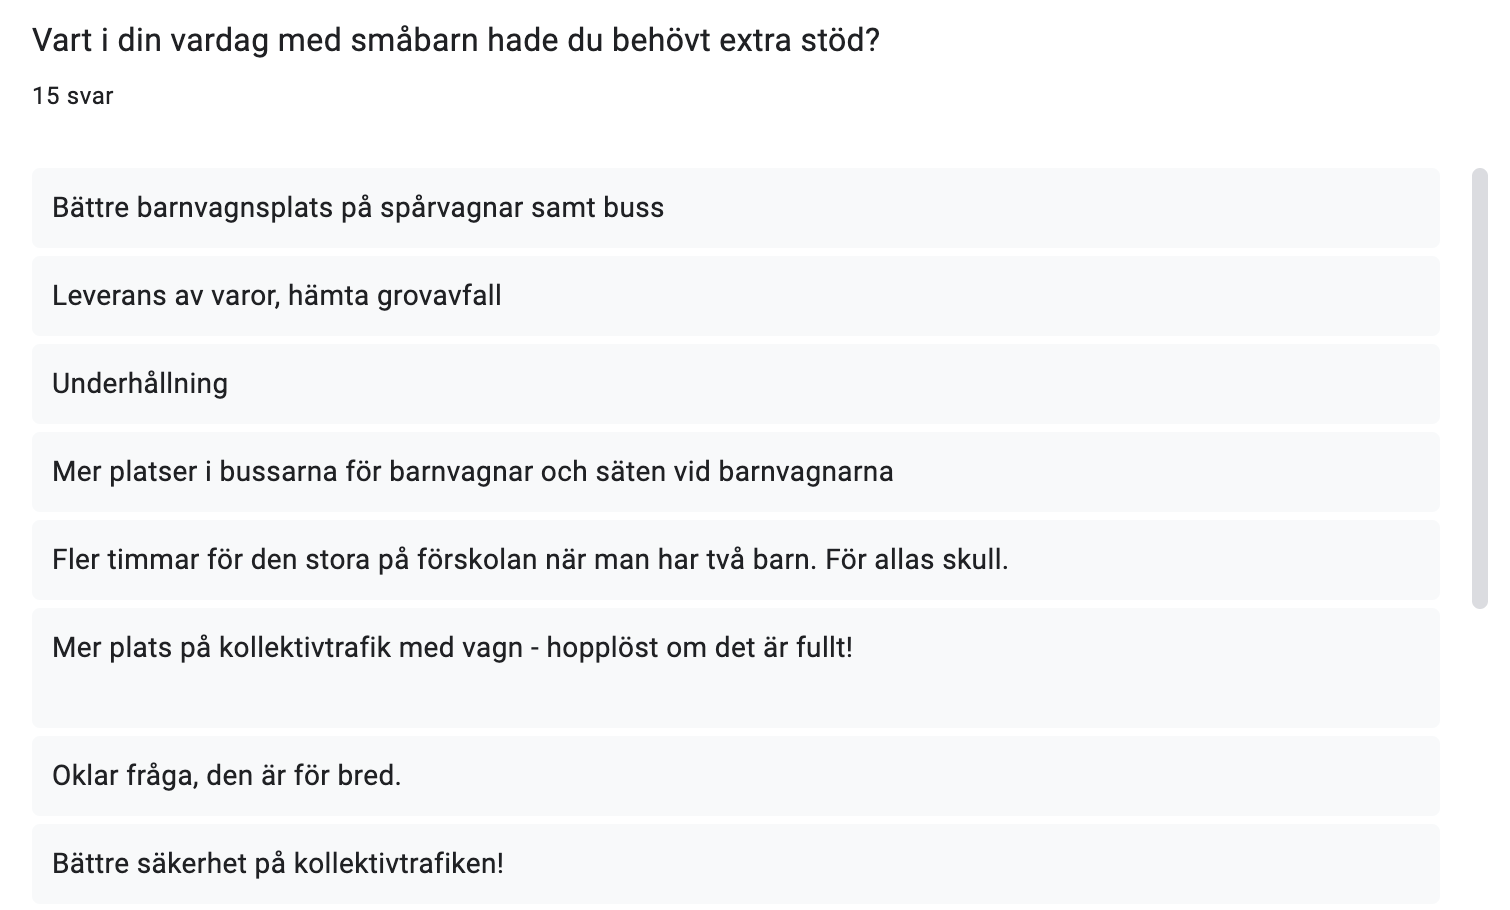 Vart i din vardag med småbarn hade du behövt extra stöd?
15 svar
Bättre barnvagnsplats på spårvagnar samt buss
Leverans av varor, hämta grovavfall
Underhållning
Mer platser i bussarna för barnvagnar och säten vid barnvagnarna
Fler timmar för den stora på förskolan när man har två barn. För allas skull.
Mer plats på kollektivtrafik med vagn - hopplöst om det är fullt!
Oklar fråga, den är för bred.
Bättre säkerhet på kollektivtrafiken!